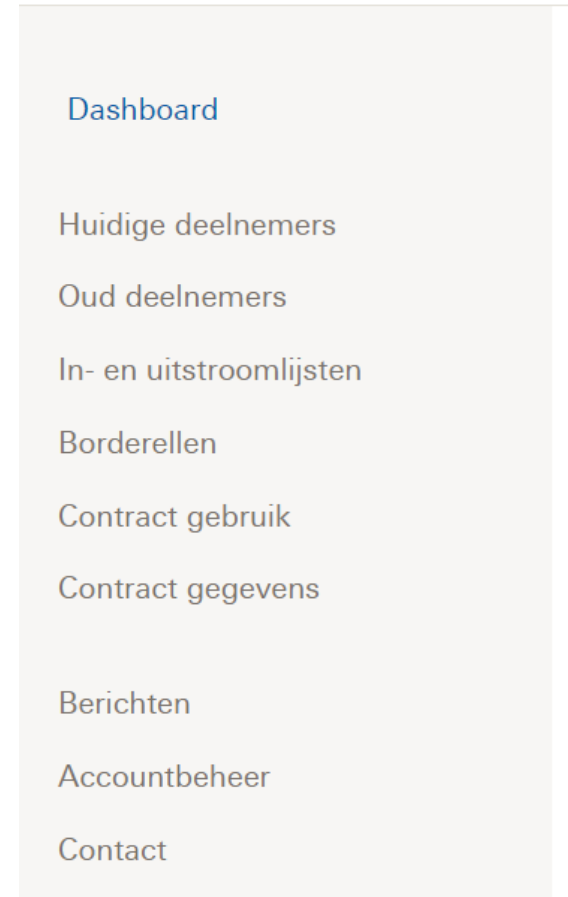 Dashboard
Huidige deelnemers
Oud deelnemers
In- en uitstroomlijsten
Borderellen
Contract gebruik
Contract gegevens
Berichten
Accountbeheer
Contact